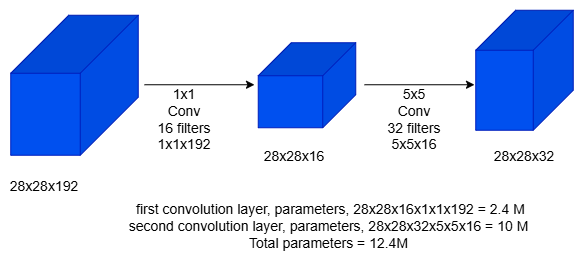 1x1
Conv
16 filters
1x1x192
5x5
Conv
32 filters
5x5x16
28x28x192
28x28x16
28x28x32
first convolution layer, parameters, 28x28x16x1x1x192 = 2.4 M
second convolution layer, parameters, 28x28x32x5x5x16 = 10 M
Total parameters = 12.4M